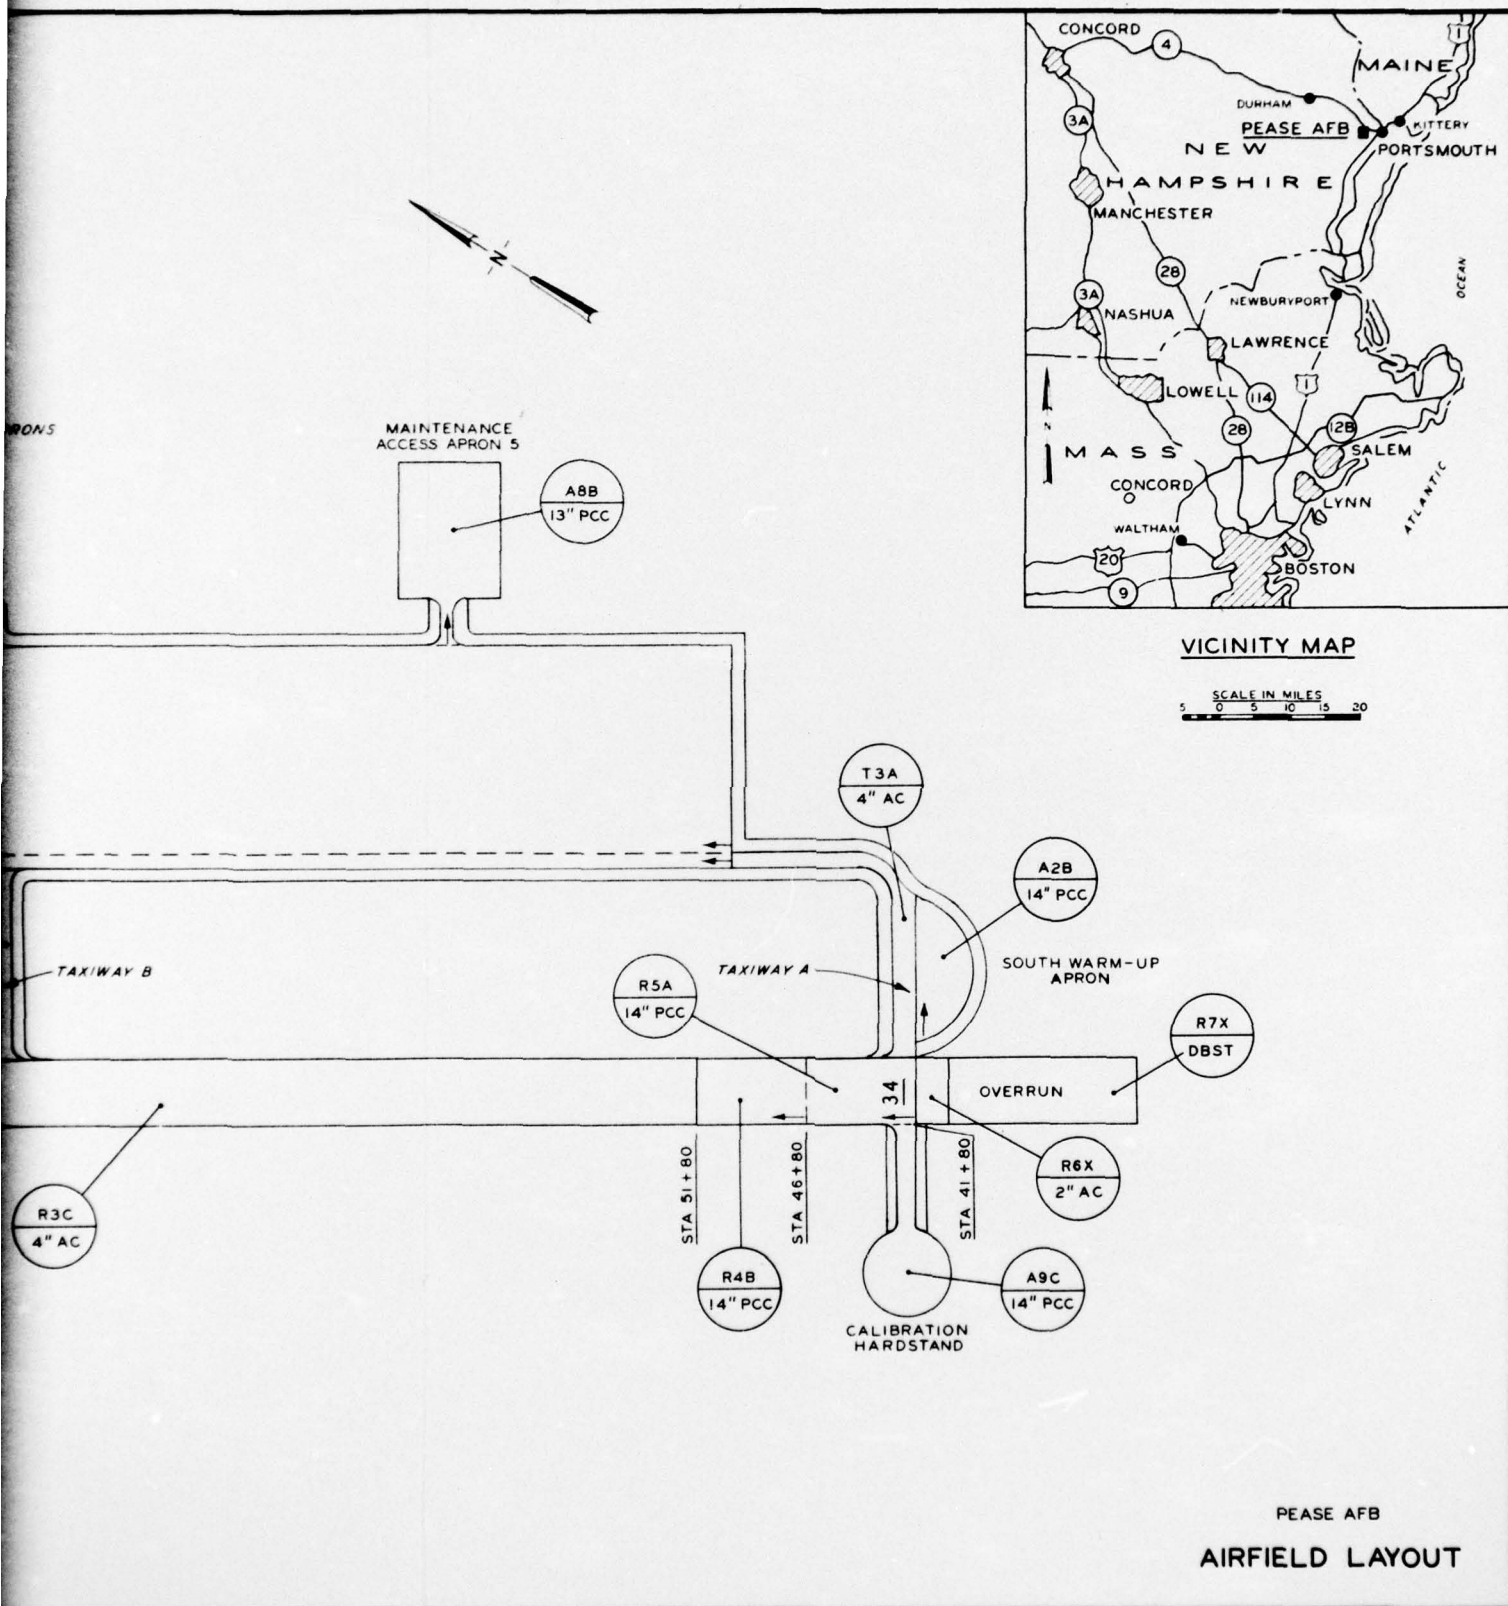 CONCORD
4
1
MAINE
DURHAM
3A
PEASE AFB
KITTERY
NEW
PORTSMOUTH
HAMPSHIRE
MANCHESTER
28
OCEAN
3A
NEWBURYPORT
NASHUA
LAWRENCE
1
LOWELL
114
N
28
12B
MASS
SALEM
CONCORD
LYNN
ATLANTIC
WALTHAM
20
BOSTON
9
VICINITY MAP
SCALE IN MILES
5 0 5 10 15 20
N
MAINTENANCE
ACCESS APRON 5
A8B
13" PCC
T3A
4" AC
A2B
14" PCC
TAXIWAY B
TAXIWAY A
SOUTH WARM-UP
APRON
R5A
14" PCC
R7X
DBST
34
OVERRUN
STA 51+80
STA 46+80
STA 41+80
R6X
2" AC
R3C
4" AC
R4B
14" PCC
A9C
14" PCC
CALIBRATION
HARDSTAND
PEASE AFB
AIRFIELD LAYOUT